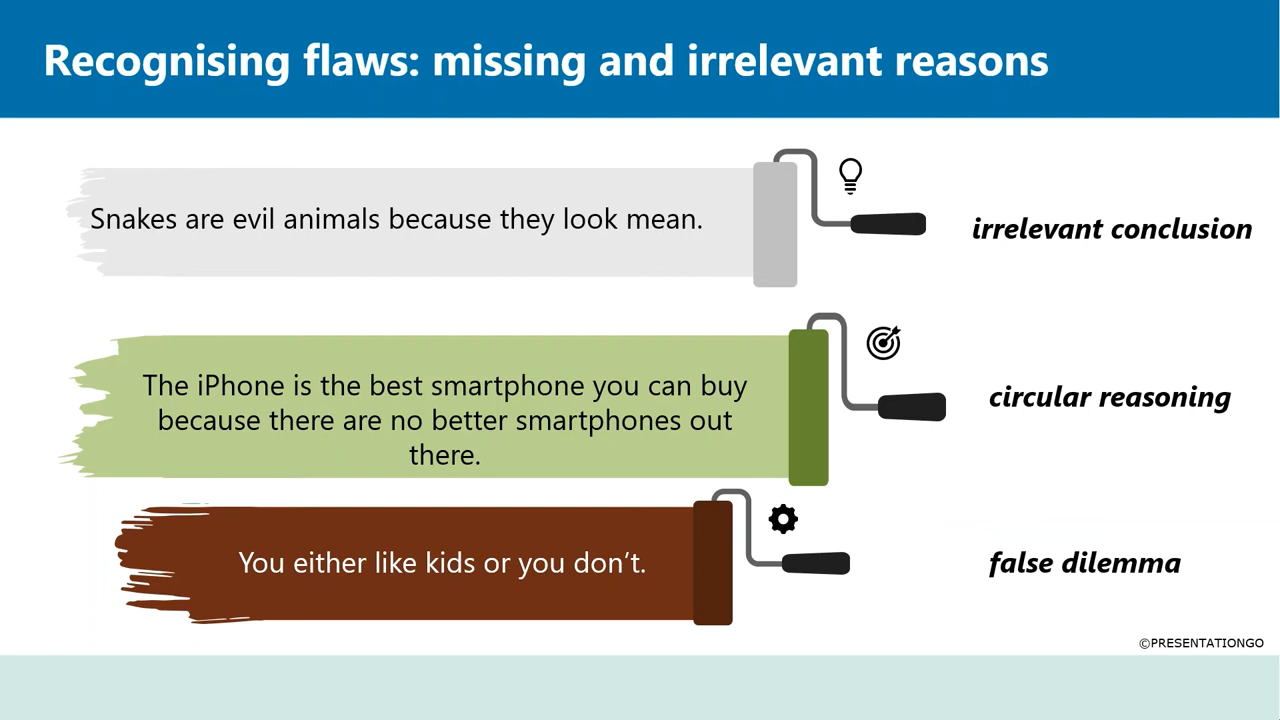 Recognising flaws: missing and irrelevant reasons
Snakes are evil animals because they look mean.
irrelevant conclusion
The iPhone is the best smartphone you can buy
because there are no better smartphones out
there.
circular reasoning
You either like kids or you don’t.
false dilemma
©PRESENTATIONGO